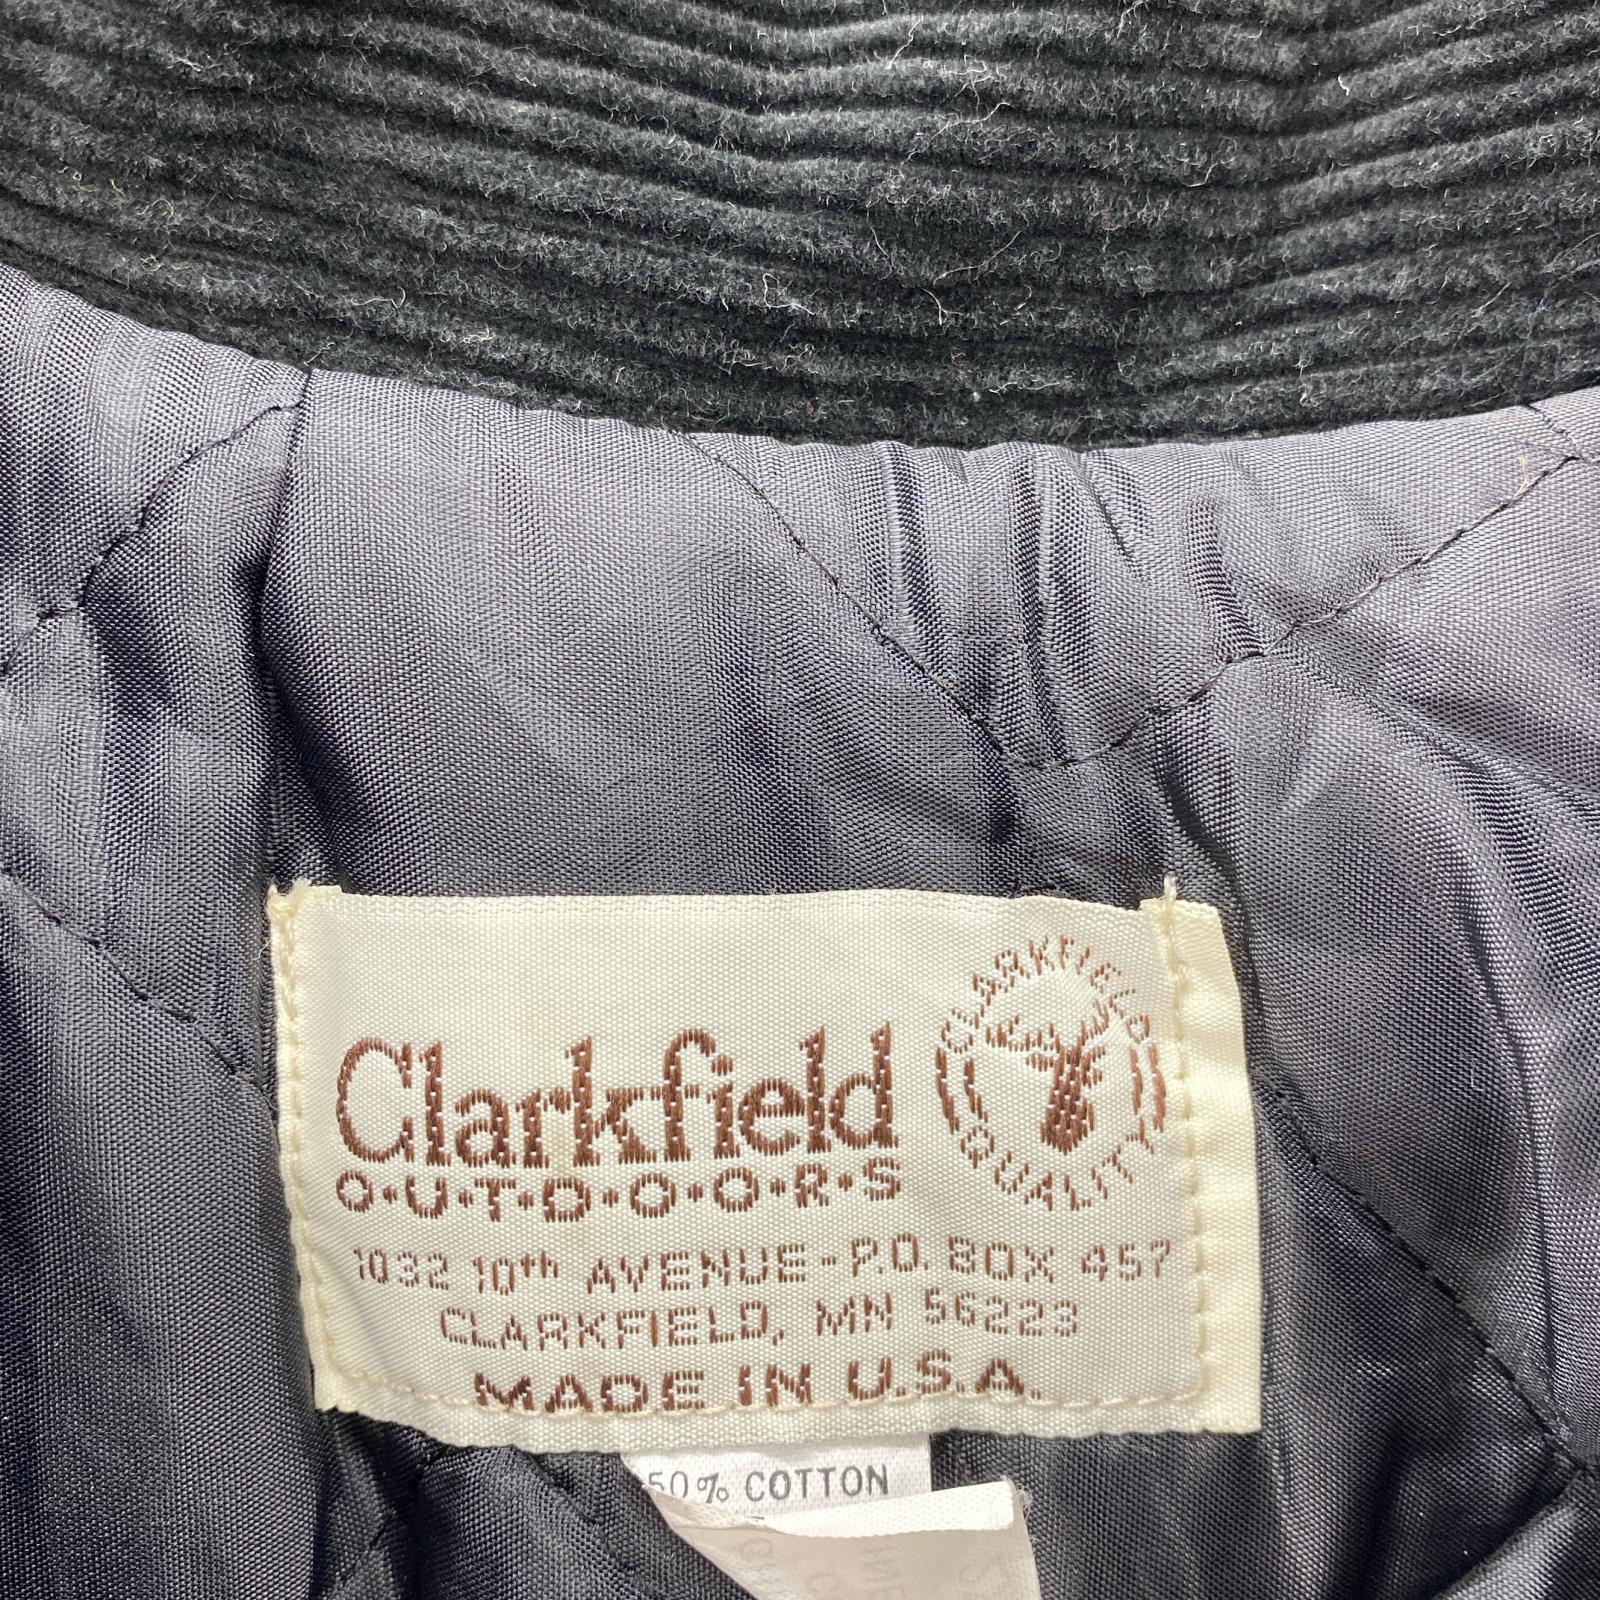 Clarkfield
O·U·T·D·O·O·R·S
CLARKFIELD
QUALITY
1032 10th AVENUE - P.O. BOX 457
CLARKFIELD, MN 56223
MADE IN U.S.A.
50% COTTON